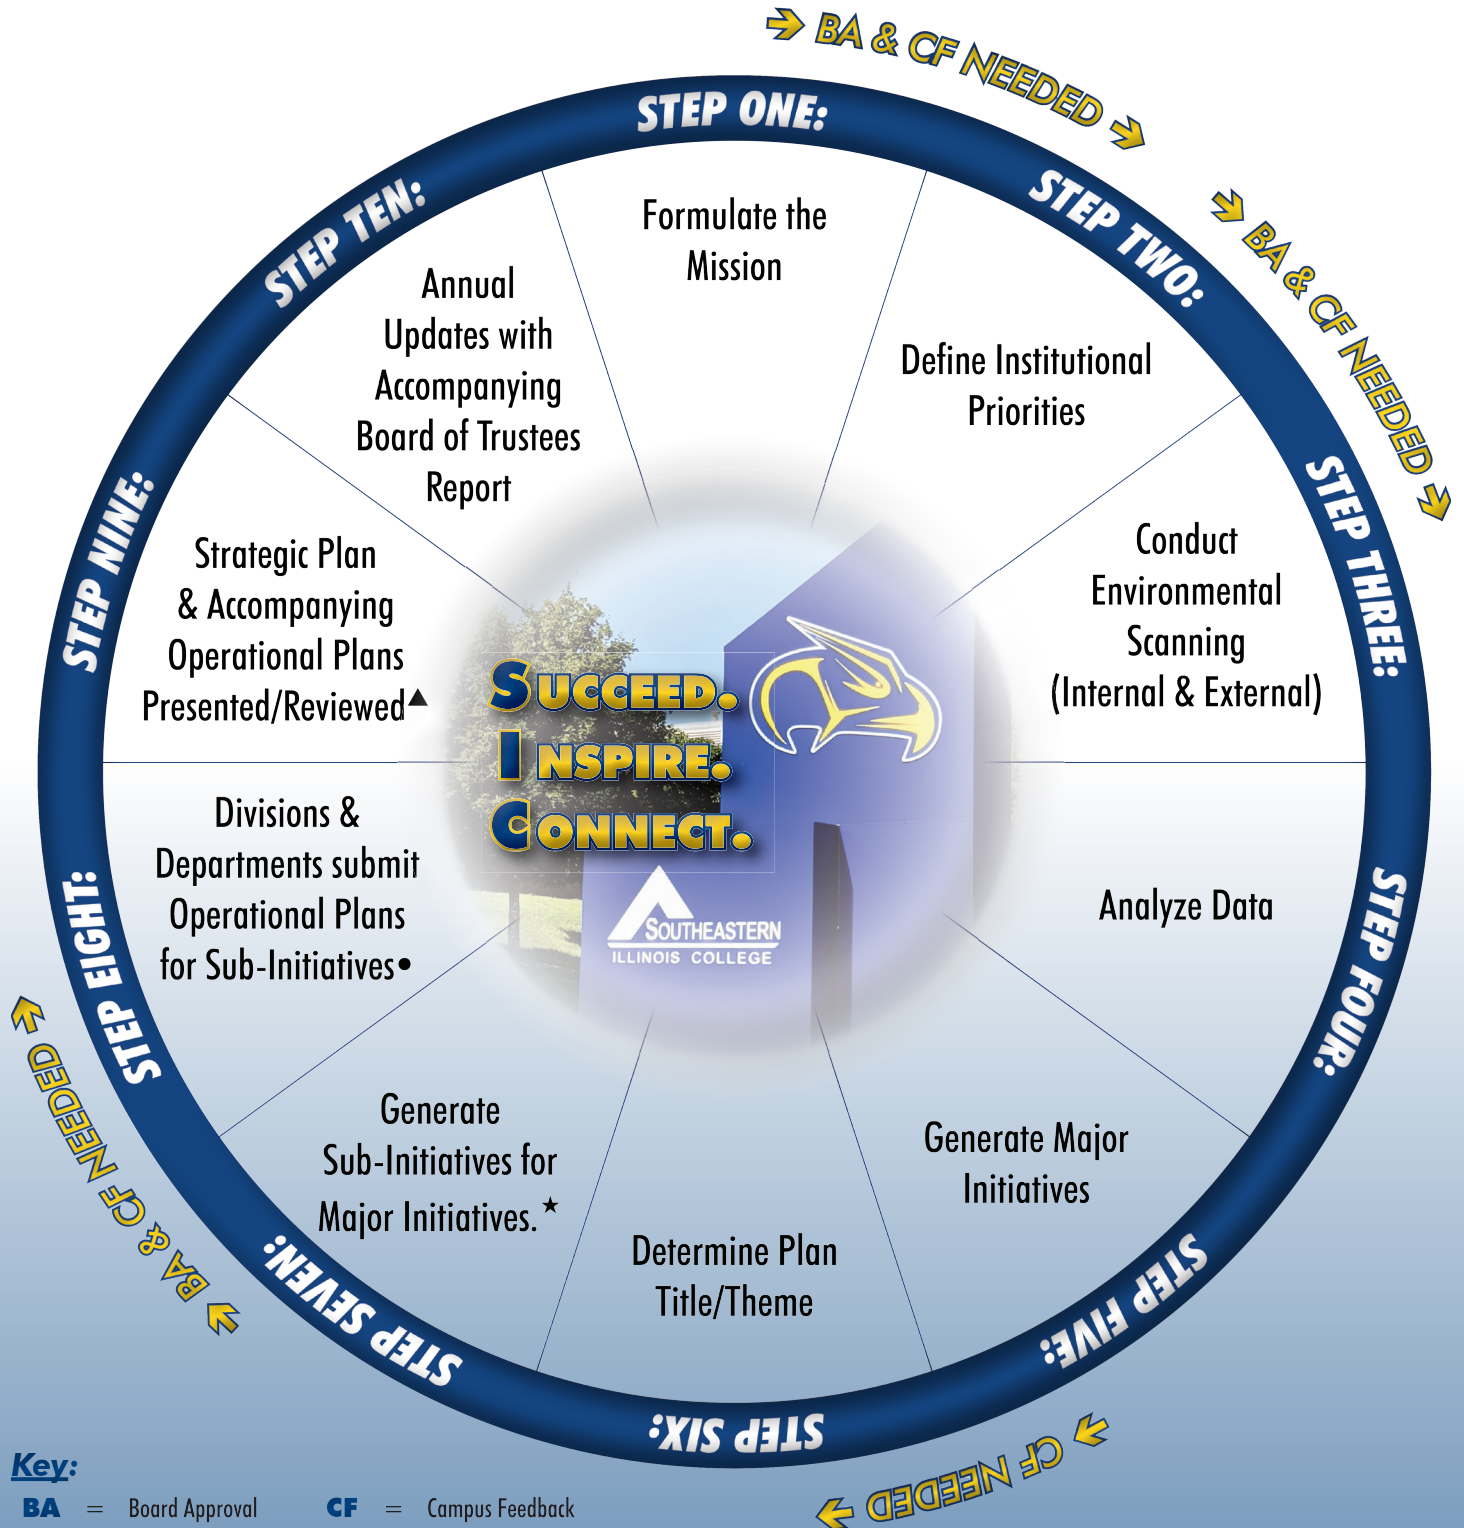 BA & CF NEEDED
STEP ONE:
Formulate the
Mission
STEP TWO:
Define Institutional
Priorities
BA & CF NEEDED
STEP THREE:
Conduct
Environmental
Scanning
(Internal & External)
STEP FOUR:
Analyze Data
STEP FIVE:
Generate Major
Initiatives
CF NEEDED
STEP SIX:
Determine Plan
Title/Theme
STEP SEVEN:
Generate
Sub-Initiatives for
Major Initiatives.★
BA & CF NEEDED
STEP EIGHT:
Divisions &
Departments submit
Operational Plans
for Sub-Initiatives•
STEP NINE:
Strategic Plan
& Accompanying
Operational Plans
Presented/Reviewed▲
STEP TEN:
Annual
Updates with
Accompanying
Board of Trustees
Report
SUCCEED.
INSPIRE.
CONNECT.
SOUTHEASTERN
ILLINOIS COLLEGE
Key:
BA = Board Approval CF = Campus Feedback